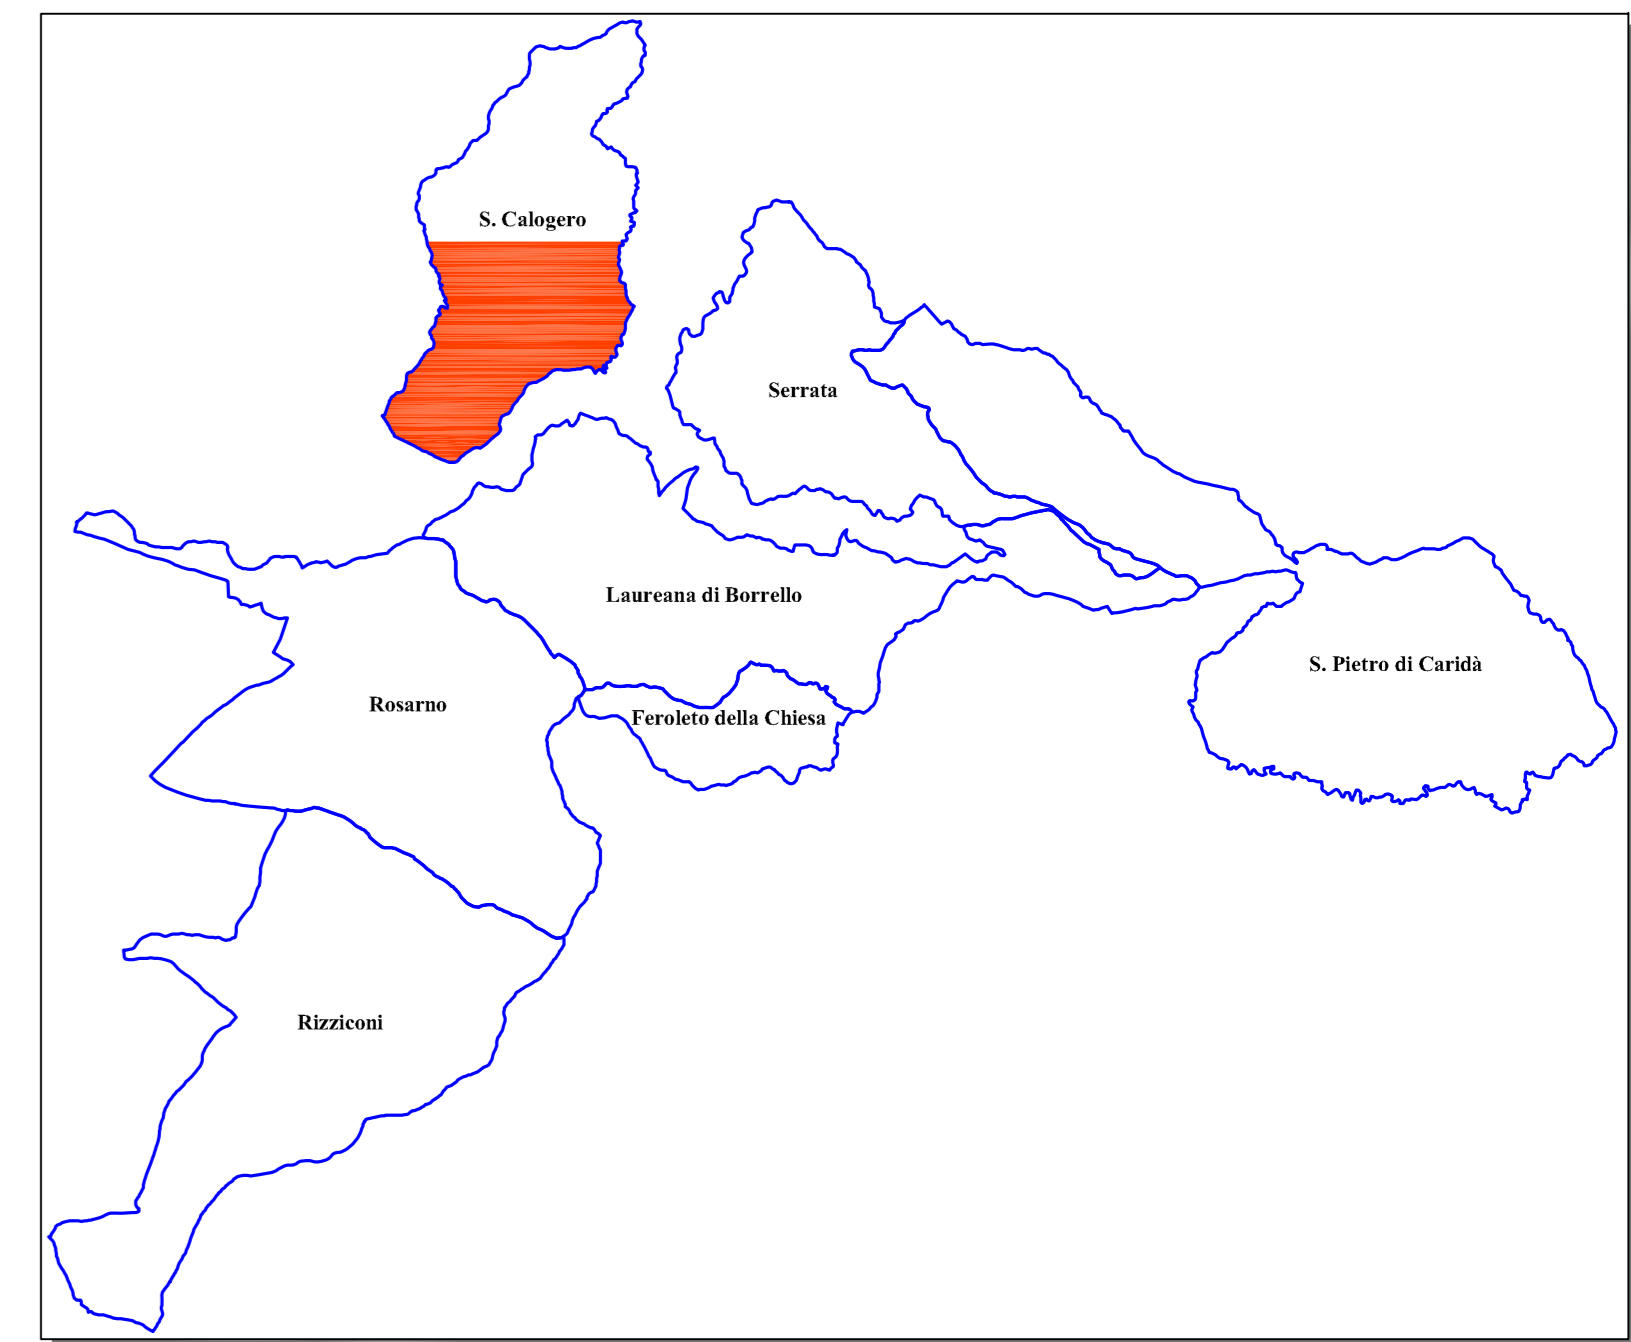 S. Calogero
Serrata
Laureana di Borrello
S. Pietro di Caridà
Rosarno
Feroleto della Chiesa
Rizziconi